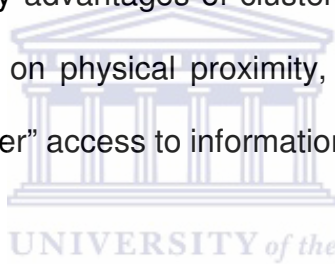 advantages of cluster
on physical proximity,
er” access to information
UNIVERSITY of the